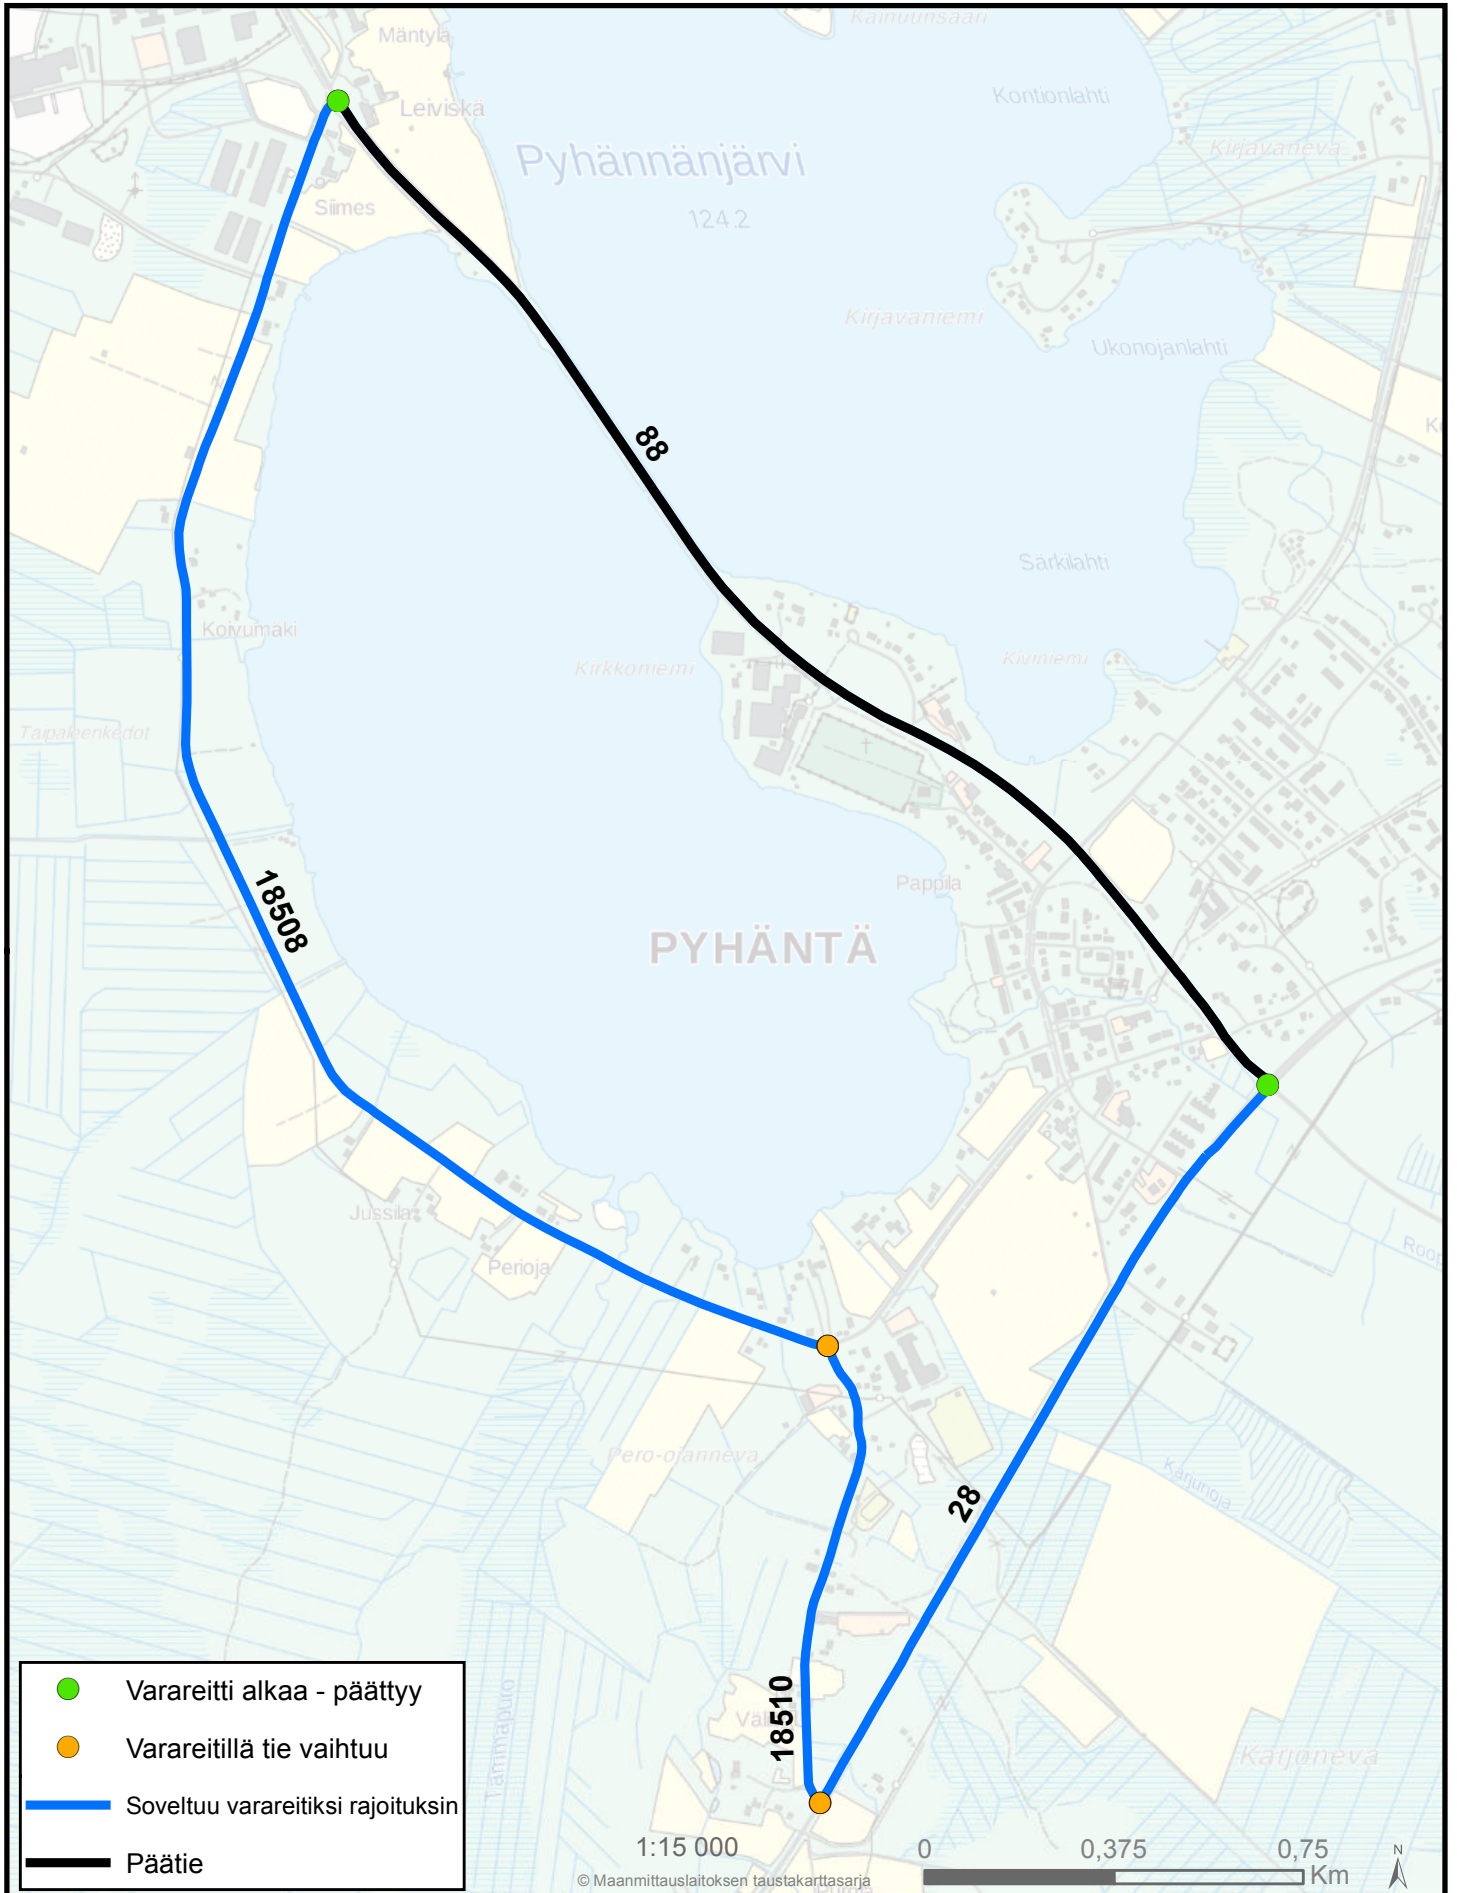 Kainuunsaari
Mäntylä
Kontionlahti
Leiviskä
Kirjavaneva
Pyhännänjärvi
Siimes
124.2
Kirjavaniemi
Ukonojanlahti
88
Särkilahti
Koivumäki
Kirkkoniemi
Kiviniemi
Taipaleenkedot
Pappila
18508
PYHÄNTÄ
Jussila
Perioja
Pero-ojanneva
Karjunoja
28
18510
Tammapuro
Karjoneva
Varareitti alkaa - päättyy
Varareitillä tie vaihtuu
Soveltuu varareitiksi rajoituksin
Päätie
1:15 000
0 0,375 0,75
Km
N
© Maanmittauslaitoksen taustakarttasarja